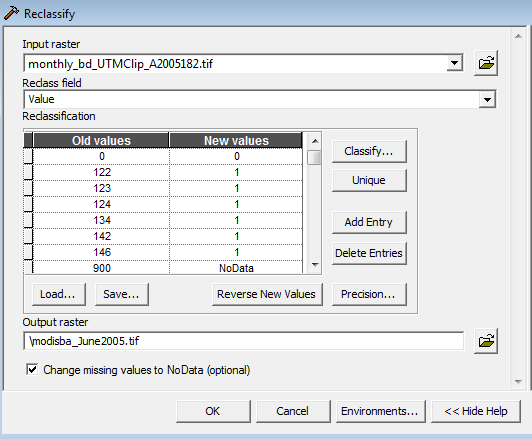 Reclassify
Input raster
monthly_bd_UTMClip_A2005182.tif
Reclass field
Value
Reclassification
Old values New values
0 0
122 1
123 1
124 1
134 1
142 1
146 1
900 NoData
Classify...
Unique
Add Entry
Delete Entries
Load... Save... Reverse New Values Precision...
Output raster
\modisba_June2005.tif
Change missing values to NoData (optional)
OK Cancel Environments... << Hide Help